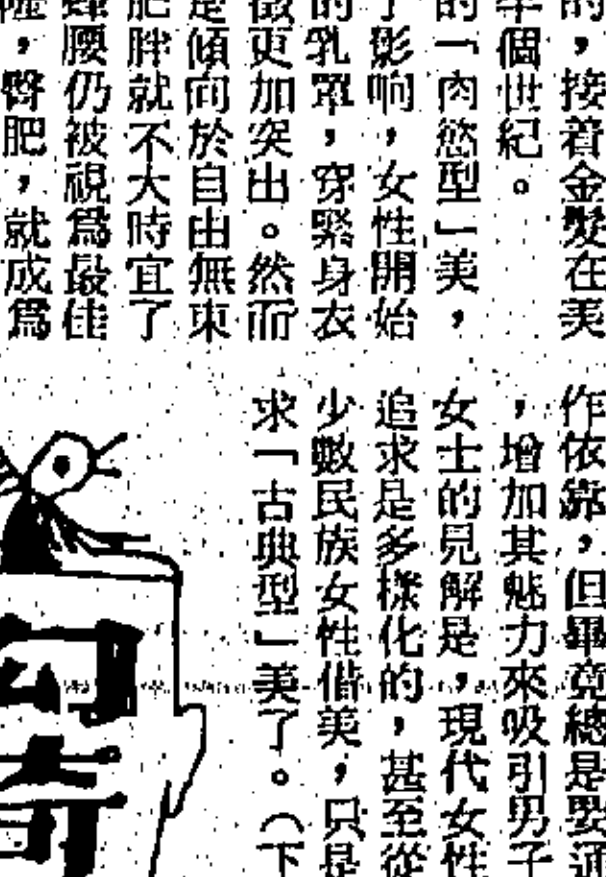 的，接着金髮在美
半個世紀。
的「肉慾型」美，
了影响，女性開始
的乳罩，穿緊身衣
徵更加突出。然而
是傾向於自由無束
肥胖就不大時宜了
蜂腰仍被視爲最佳
隆，臀肥，就成爲
作依靠，但畢竟總是要通
，增加其魅力來吸引男子
女士的見解是，現代女性
追求是多樣化的，甚至從
少數民族女性借美，只是
求「古典型」美了。（下